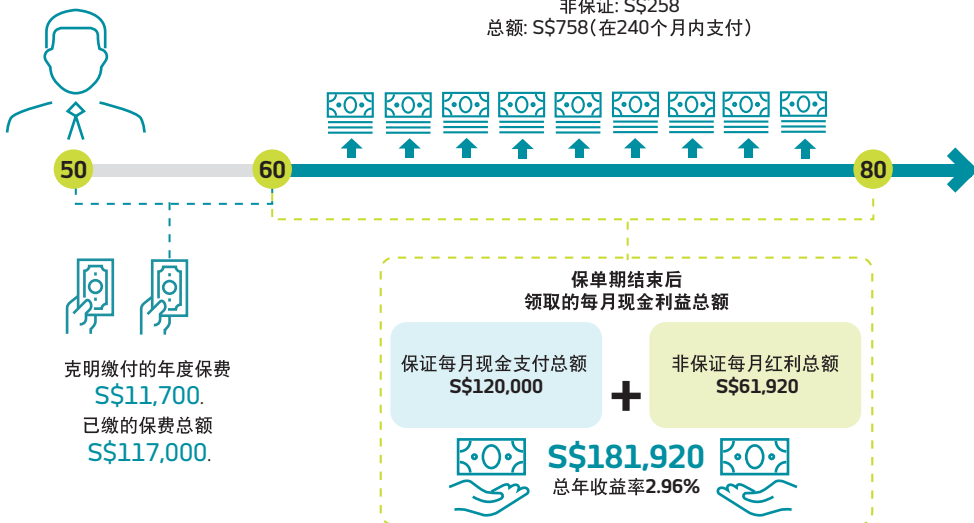 非保证: S$258
总额: S$758(在240个月内支付)
50
60
80
克明缴付的年度保费
S$11,700.
已缴的保费总额
S$117,000.
保单期结束后
领取的每月现金利益总额
保证每月现金支付总额
S$120,000
+
非保证每月红利总额
S$61,920
S$181,920
总年收益率2.96%